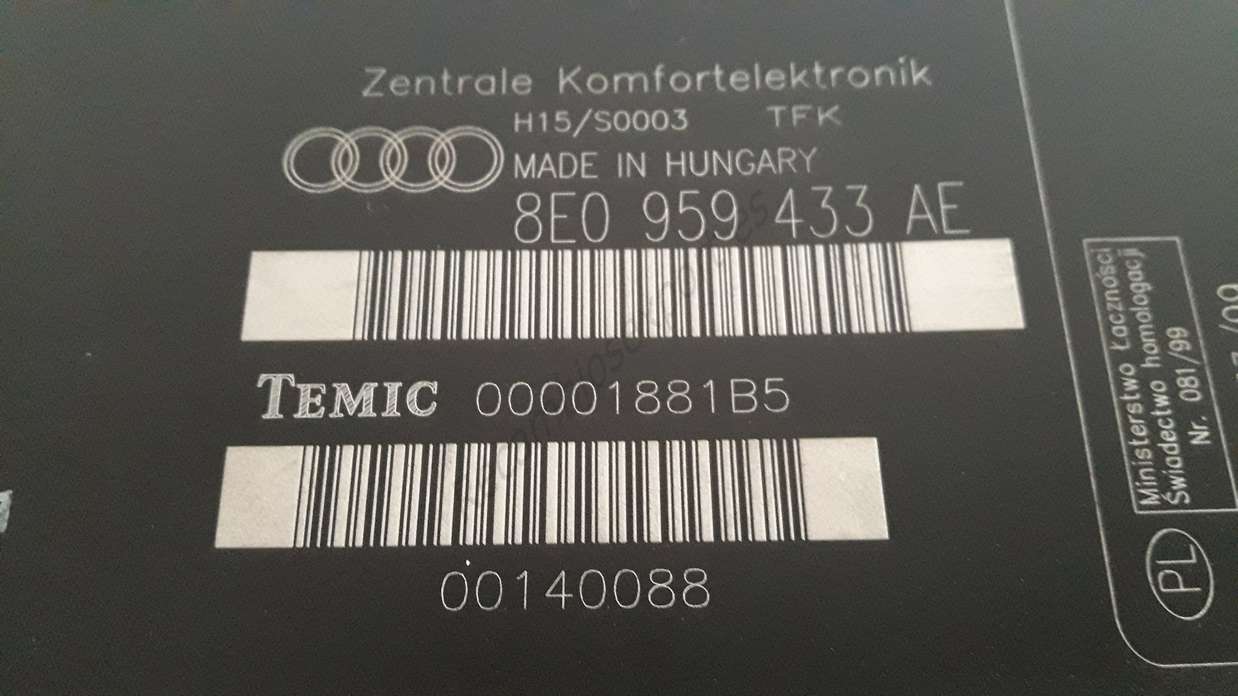 Zentrale Komfortelektronik
H15/S0003 TFK
MADE IN HUNGARY
8E0 959 433 AE
TEMIC 00001881B5
00140088
Ministerstwo Łączności
Świadectwo homologacji
Nr. 081/99
PL